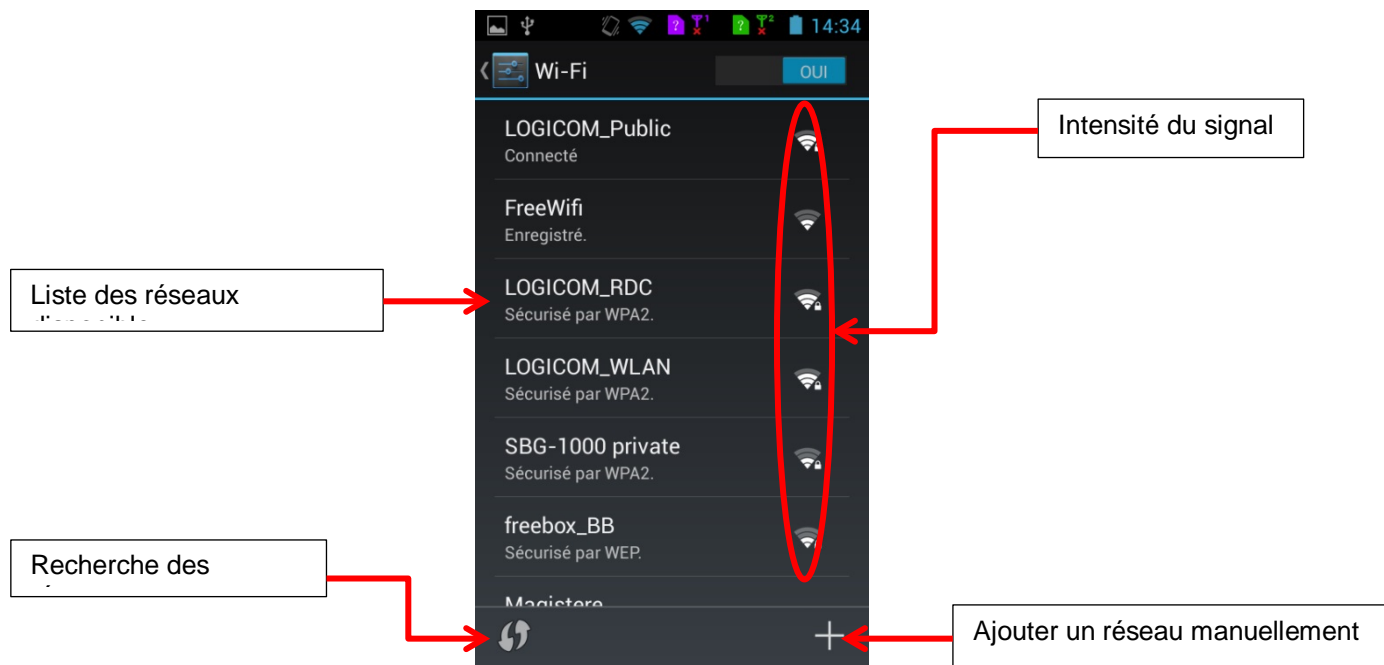 14:34
Wi-Fi
OUI
LOGICOM_Public
Connecté
FreeWifi
Enregistré.
LOGICOM_RDC
Sécurisé par WPA2.
LOGICOM_WLAN
Sécurisé par WPA2.
SBG-1000 private
Sécurisé par WPA2.
freebox_BB
Sécurisé par WEP.
Magistere
Intensité du signal
Liste des réseaux
Recherche des
Ajouter un réseau manuellement